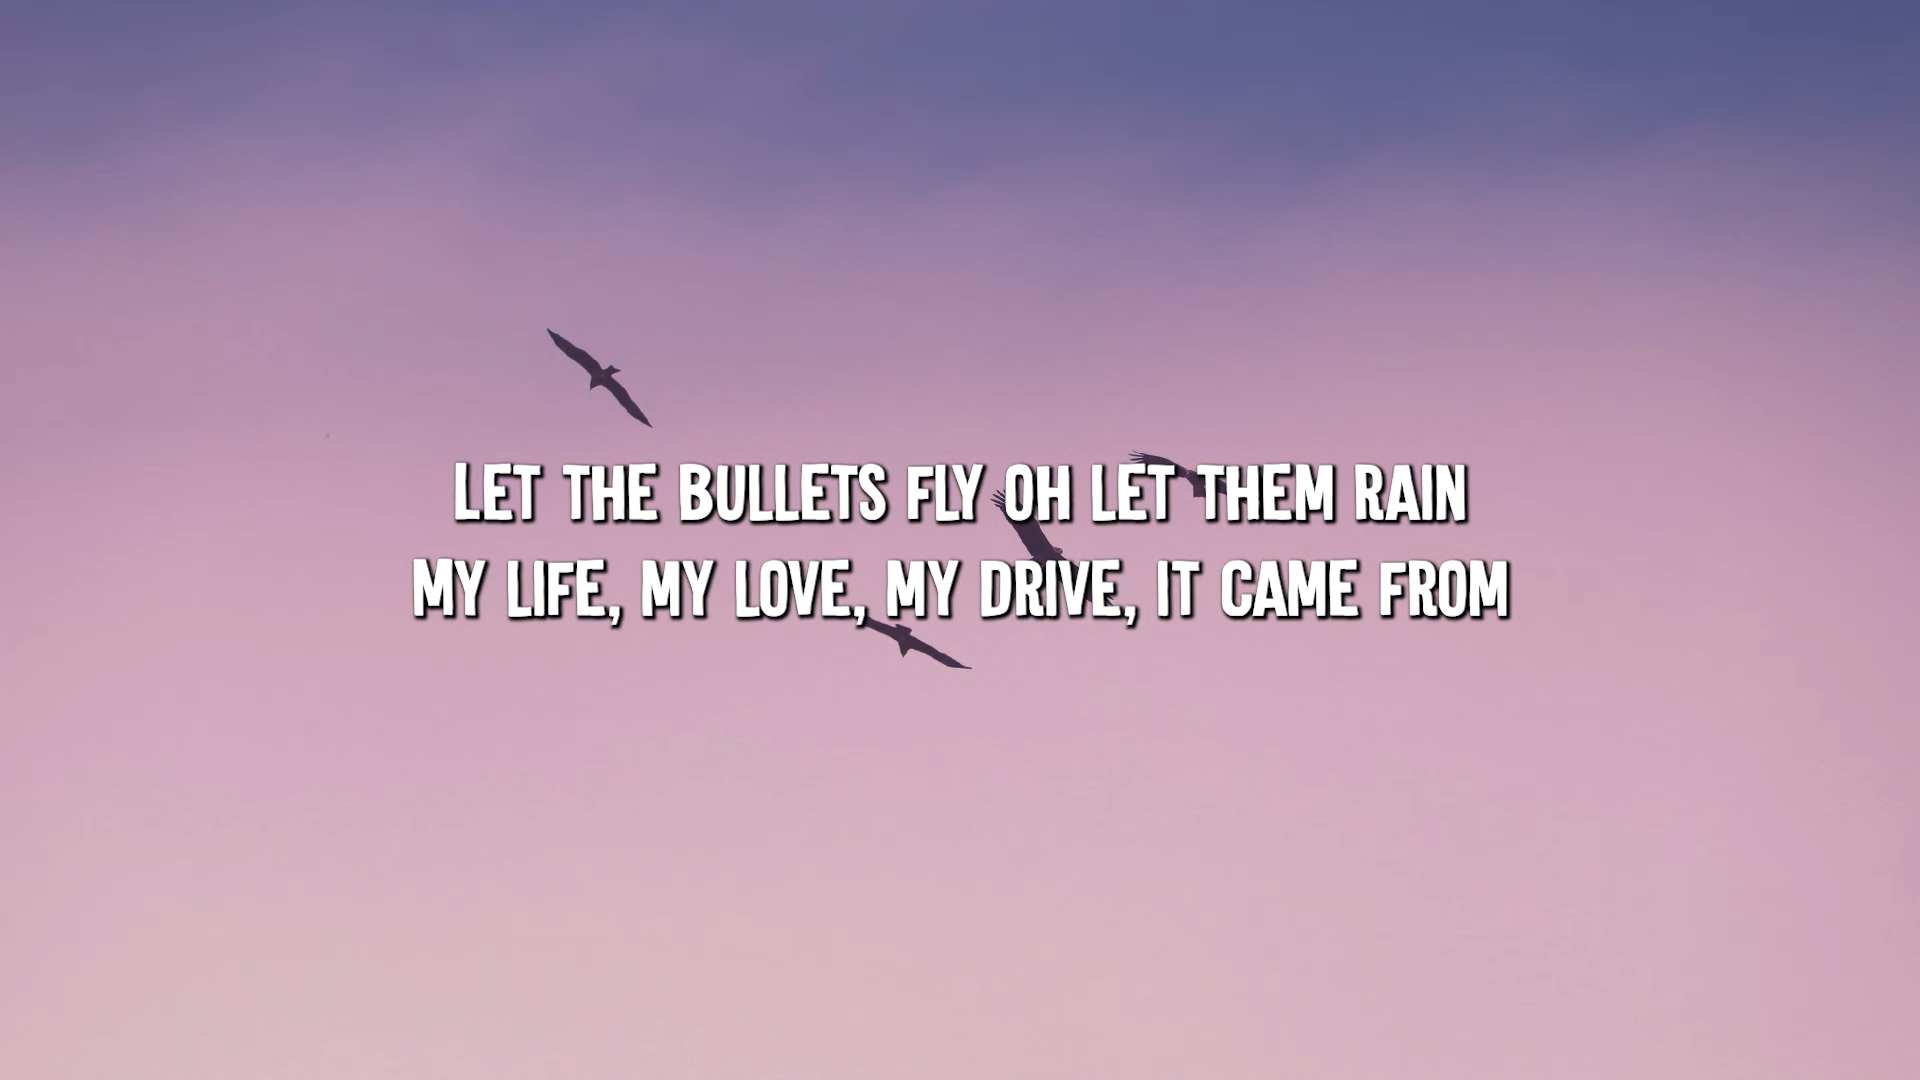 LET THE BULLETS FLY OH LET THEM RAIN
MY LIFE, MY LOVE, MY DRIVE, IT CAME FROM